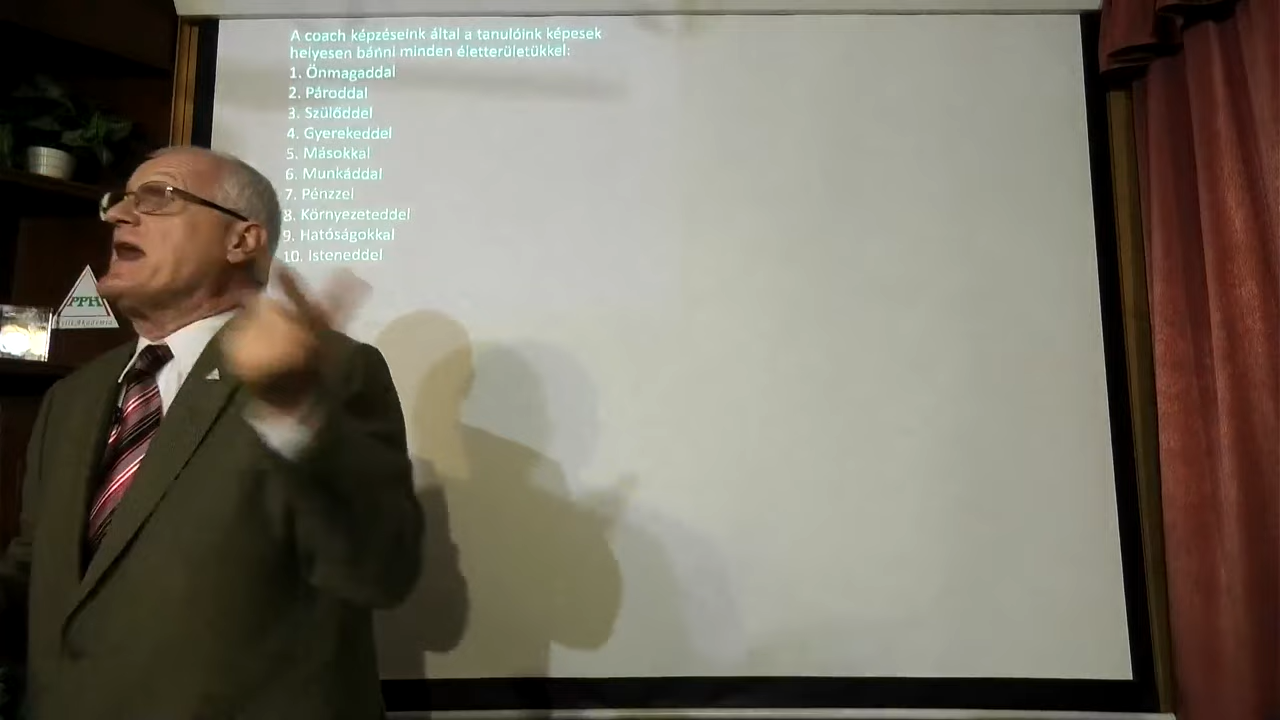 A coach képzéseink által a tanulóink képesek
helyesen bánni minden életterületükkel:
1. Önmagaddal
2. Pároddal
3. Szülőddel
4. Gyerekeddel
5. Másokkal
6. Munkáddal
7. Pénzzel
8. Környezeteddel
9. Hatóságokkal
10. Isteneddel
PPH